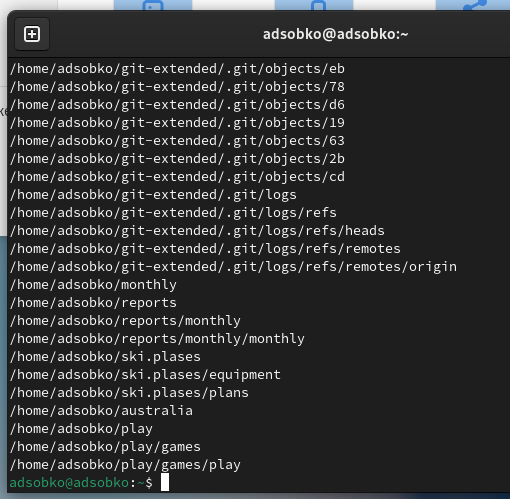 adsobko@adsobko:~
/home/adsobko/git-extended/.git/objects/eb
/home/adsobko/git-extended/.git/objects/78
/home/adsobko/git-extended/.git/objects/d6
/home/adsobko/git-extended/.git/objects/19
/home/adsobko/git-extended/.git/objects/63
/home/adsobko/git-extended/.git/objects/2b
/home/adsobko/git-extended/.git/objects/cd
/home/adsobko/git-extended/.git/logs
/home/adsobko/git-extended/.git/logs/refs
/home/adsobko/git-extended/.git/logs/refs/heads
/home/adsobko/git-extended/.git/logs/refs/remotes
/home/adsobko/git-extended/.git/logs/refs/remotes/origin
/home/adsobko/monthly
/home/adsobko/reports
/home/adsobko/reports/monthly
/home/adsobko/reports/monthly/monthly
/home/adsobko/ski.plases
/home/adsobko/ski.plases/equipment
/home/adsobko/ski.plases/plans
/home/adsobko/australia
/home/adsobko/play
/home/adsobko/play/games
/home/adsobko/play/games/play
adsobko@adsobko:~$